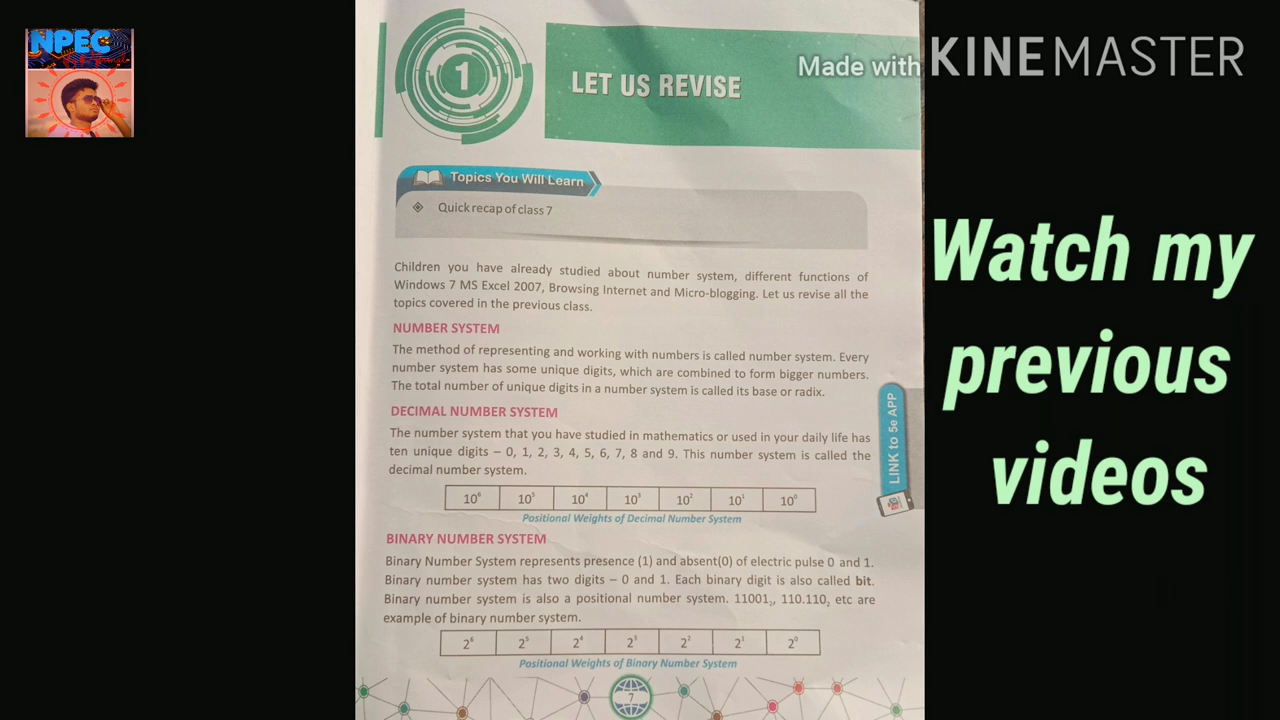 NPEC
1
LET US REVISE
Made with KINEMASTER
Topics You Will Learn
Quick recap of class 7
Children you have already studied about number system, different functions of
Windows 7 MS Excel 2007, Browsing Internet and Micro-blogging. Let us revise all the
topics covered in the previous class.
NUMBER SYSTEM
The method of representing and working with numbers is called number system. Every
number system has some unique digits, which are combined to form bigger numbers.
The total number of unique digits in a number system is called its base or radix.
DECIMAL NUMBER SYSTEM
The number system that you have studied in mathematics or used in your daily life has
ten unique digits – 0, 1, 2, 3, 4, 5, 6, 7, 8 and 9. This number system is called the
decimal number system.
10⁶ 10⁵ 10⁴ 10³ 10² 10¹ 10⁰
Positional Weights of Decimal Number System
BINARY NUMBER SYSTEM
Binary Number System represents presence (1) and absent(0) of electric pulse 0 and 1.
Binary number system has two digits – 0 and 1. Each binary digit is also called bit.
Binary number system is also a positional number system. 11001₂, 110.110₂ etc are
example of binary number system.
2⁶ 2⁵ 2⁴ 2³ 2² 2¹ 2⁰
Positional Weights of Binary Number System
7
LINK to 5e APP
Watch my
previous
videos